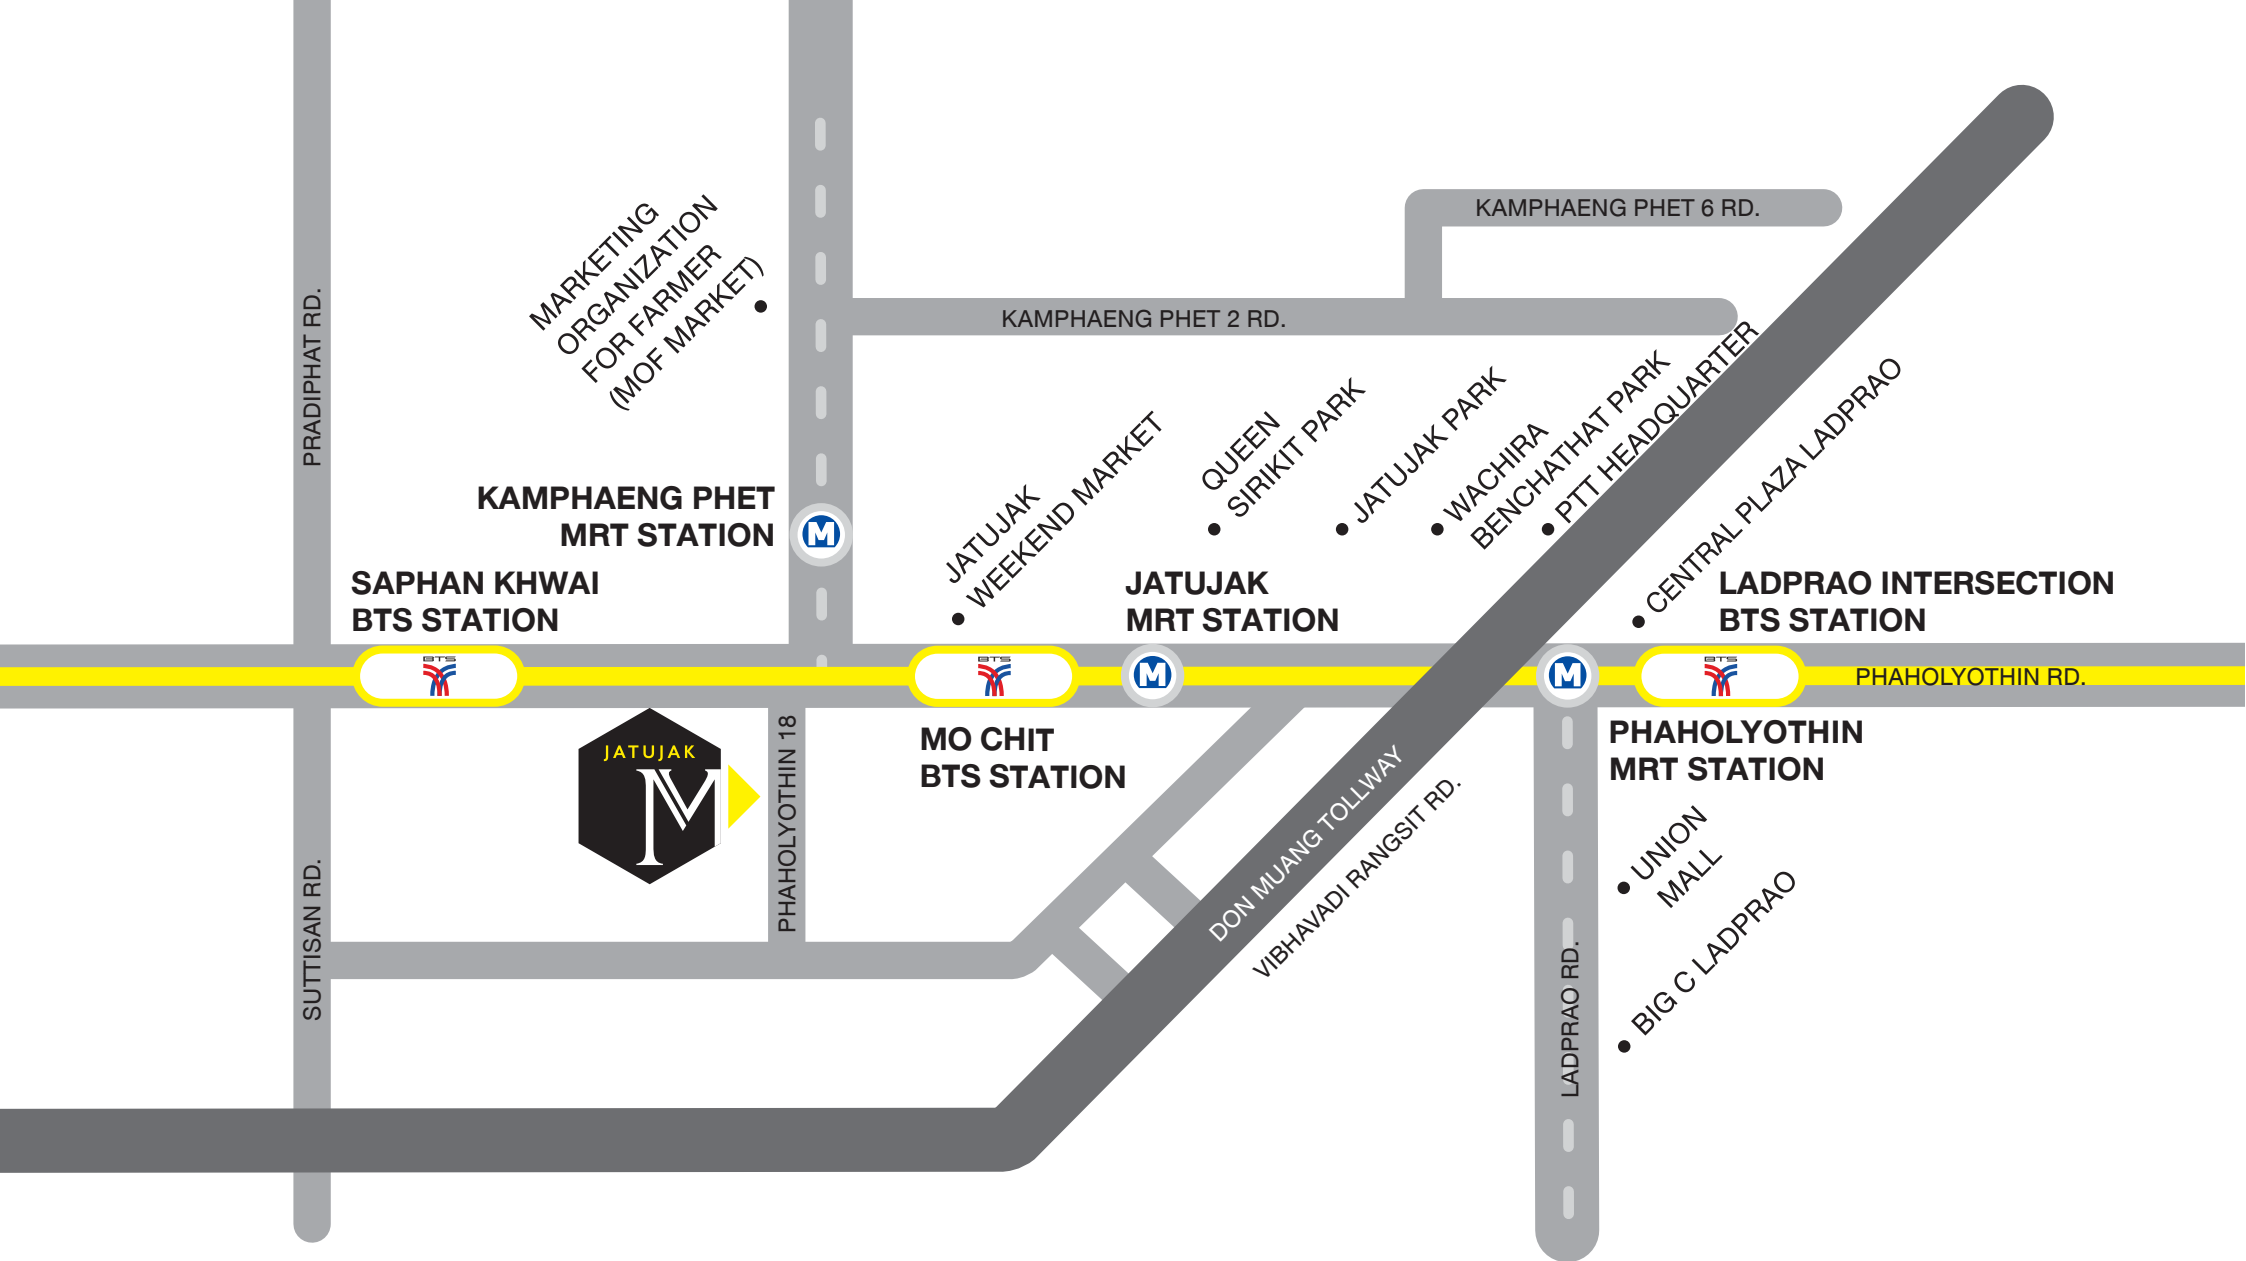 KAMPHAENG PHET 6 RD.
KAMPHAENG PHET 2 RD.
PRADIPHAT RD.
MARKETING
ORGANIZATION
FOR FARMER
(MOF MARKET)
KAMPHAENG PHET
MRT STATION
SAPHAN KHWAI
BTS STATION
JATUJAK
WEEKEND MARKET
QUEEN
SIRIKIT PARK
JATUJAK PARK
WACHIRA
BENCHATHAT PARK
PTT HEADQUARTER
CENTRAL PLAZA LADPRAO
JATUJAK
MRT STATION
LADPRAO INTERSECTION
BTS STATION
BTS
BTS
M
M
M
BTS
PHAHOLYOTHIN RD.
JATUJAK
M
PHAHOLYOTHIN 18
MO CHIT
BTS STATION
PHAHOLYOTHIN
MRT STATION
DON MUANG TOLLWAY
VIBHAVADI RANGSIT RD.
UNION
MALL
BIG C LADPRAO
LADPRAO RD.
SUTTISAN RD.